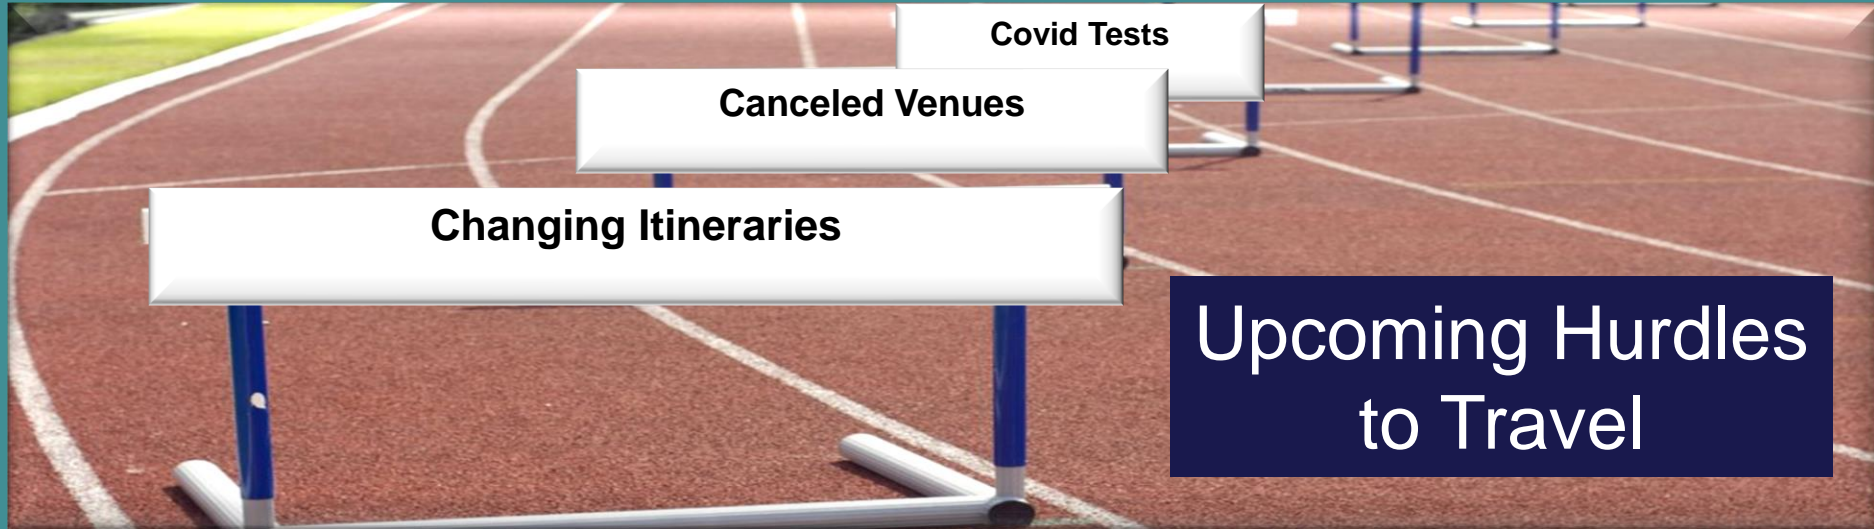 Covid Tests
Canceled Venues
Changing Itineraries
Upcoming Hurdles
to Travel